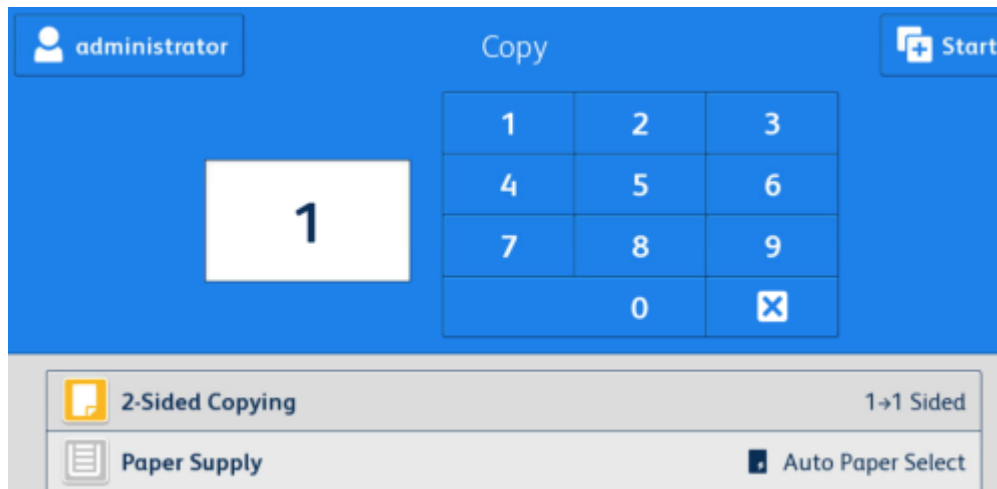 administrator Copy Start
1 2 3
4 5 6
1
7 8 9
0
2-Sided Copying 1→1 Sided
Paper Supply Auto Paper Select